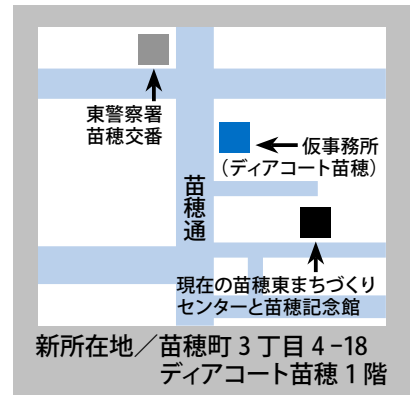 東警察署
苗穂交番
仮事務所
（ディアコート苗穂）
苗穂通
現在の苗穂東まちづくり
センターと苗穂記念館
新所在地／苗穂町3丁目4−18
ディアコート苗穂1階